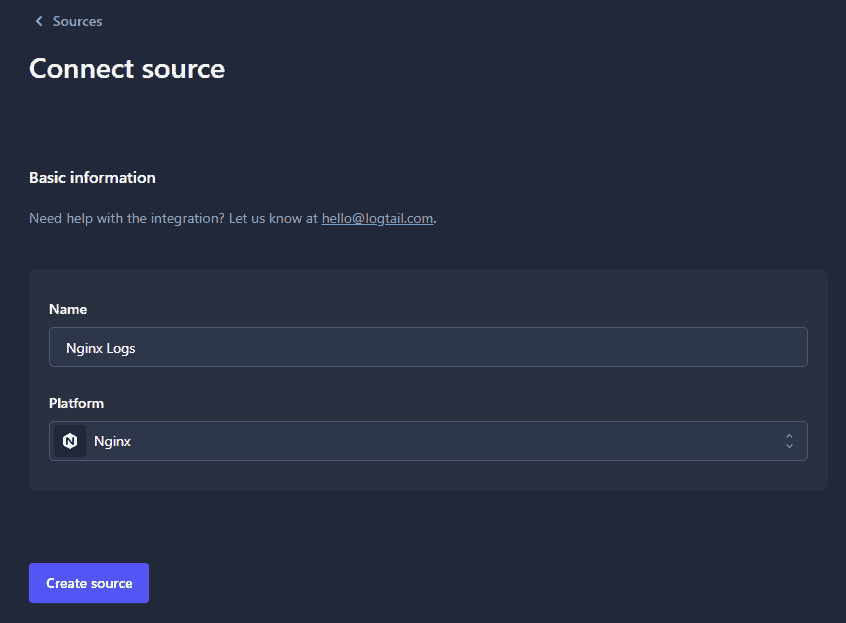 Sources
Connect source
Basic information
Need help with the integration? Let us know at hello@logtail.com.
Name
Nginx Logs
Platform
Nginx
Create source